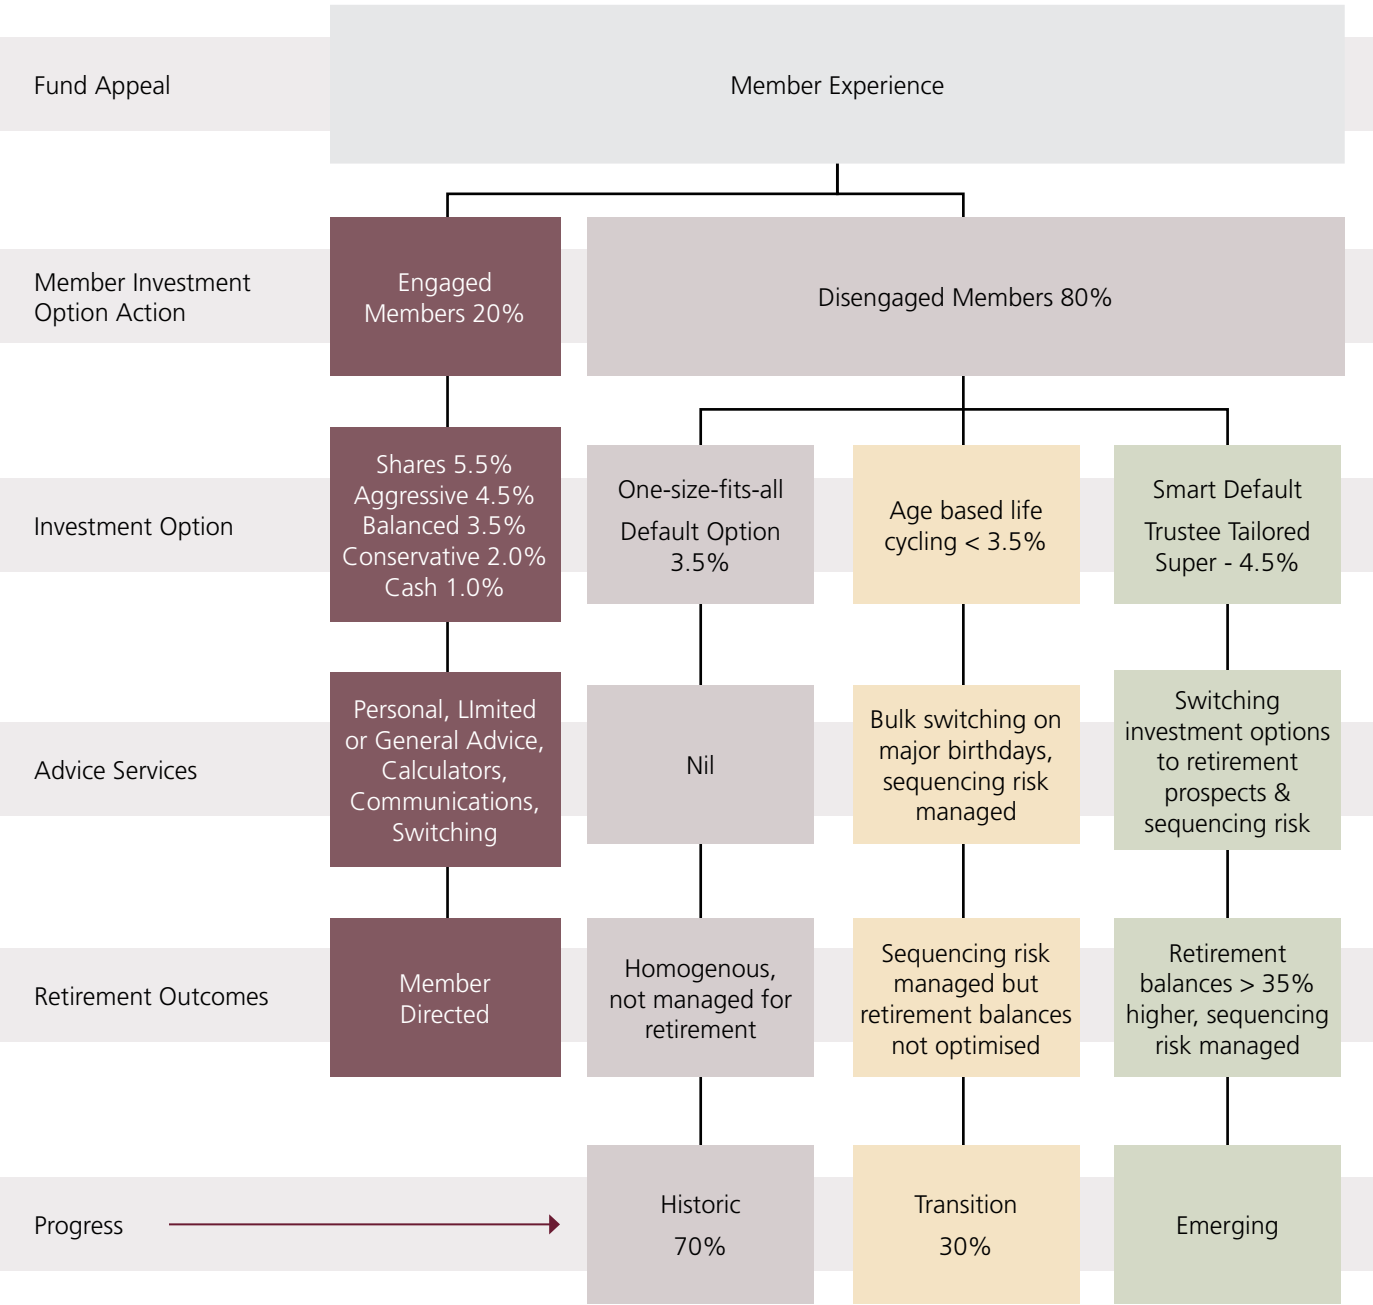 Fund Appeal
Member Experience
Member Investment
Option Action
Engaged
Members 20%
Disengaged Members 80%
Investment Option
Shares 5.5%
Aggressive 4.5%
Balanced 3.5%
Conservative 2.0%
Cash 1.0%
One-size-fits-all
Default Option
3.5%
Age based life
cycling < 3.5%
Smart Default
Trustee Tailored
Super - 4.5%
Advice Services
Personal, LImited
or General Advice,
Calculators,
Communications,
Switching
Nil
Bulk switching on
major birthdays,
sequencing risk
managed
Switching
investment options
to retirement
prospects &
sequencing risk
Retirement Outcomes
Member
Directed
Homogenous,
not managed for
retirement
Sequencing risk
managed but
retirement balances
not optimised
Retirement
balances > 35%
higher, sequencing
risk managed
Progress
Historic
70%
Transition
30%
Emerging